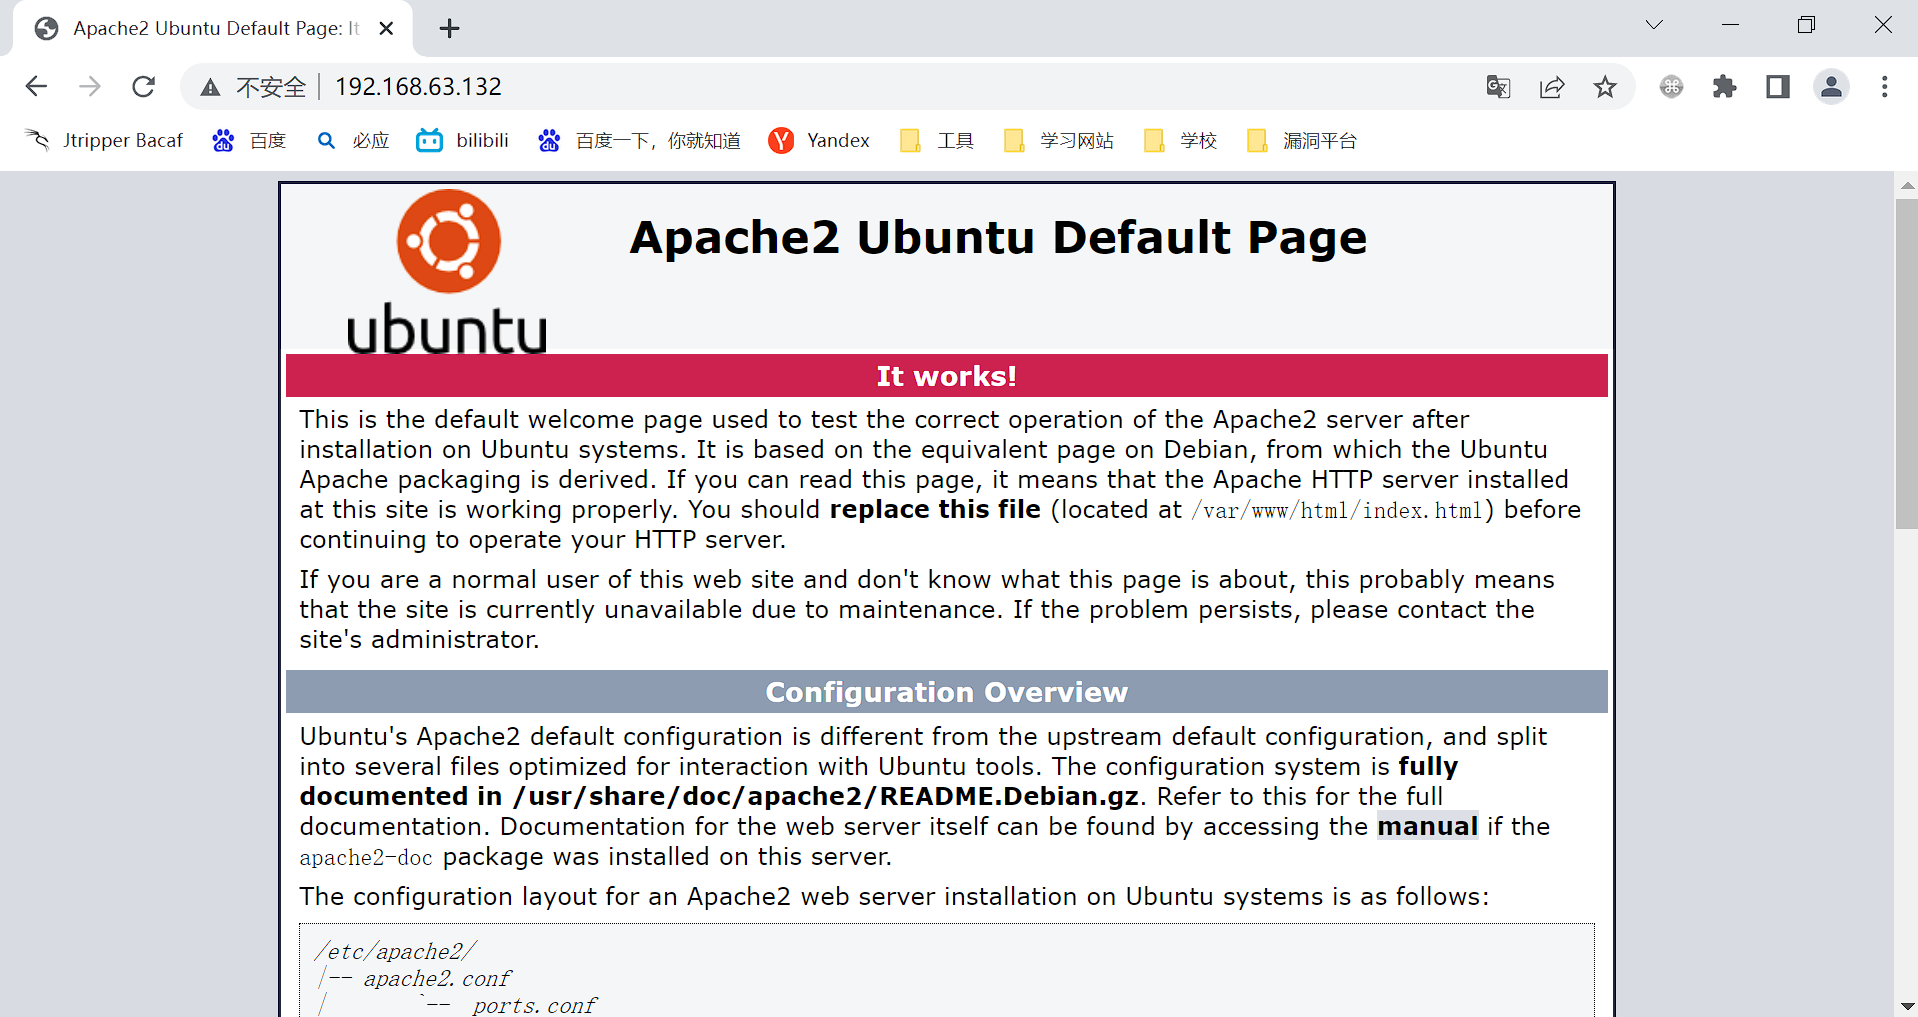 Apache2 Ubuntu Default Page: It
不安全 192.168.63.132
Jtripper Bacaf 百度 必应 bilibili 百度一下，你就知道 Yandex 工具 学习网站 学校 漏洞平台
ubuntu
Apache2 Ubuntu Default Page
It works!
This is the default welcome page used to test the correct operation of the Apache2 server after
installation on Ubuntu systems. It is based on the equivalent page on Debian, from which the Ubuntu
Apache packaging is derived. If you can read this page, it means that the Apache HTTP server installed
at this site is working properly. You should replace this file (located at /var/www/html/index.html) before
continuing to operate your HTTP server.
If you are a normal user of this web site and don't know what this page is about, this probably means
that the site is currently unavailable due to maintenance. If the problem persists, please contact the
site's administrator.
Configuration Overview
Ubuntu's Apache2 default configuration is different from the upstream default configuration, and split
into several files optimized for interaction with Ubuntu tools. The configuration system is fully
documented in /usr/share/doc/apache2/README.Debian.gz. Refer to this for the full
documentation. Documentation for the web server itself can be found by accessing the manual if the
apache2-doc package was installed on this server.
The configuration layout for an Apache2 web server installation on Ubuntu systems is as follows:
/etc/apache2/
|-- apache2.conf
|       `--  ports.conf